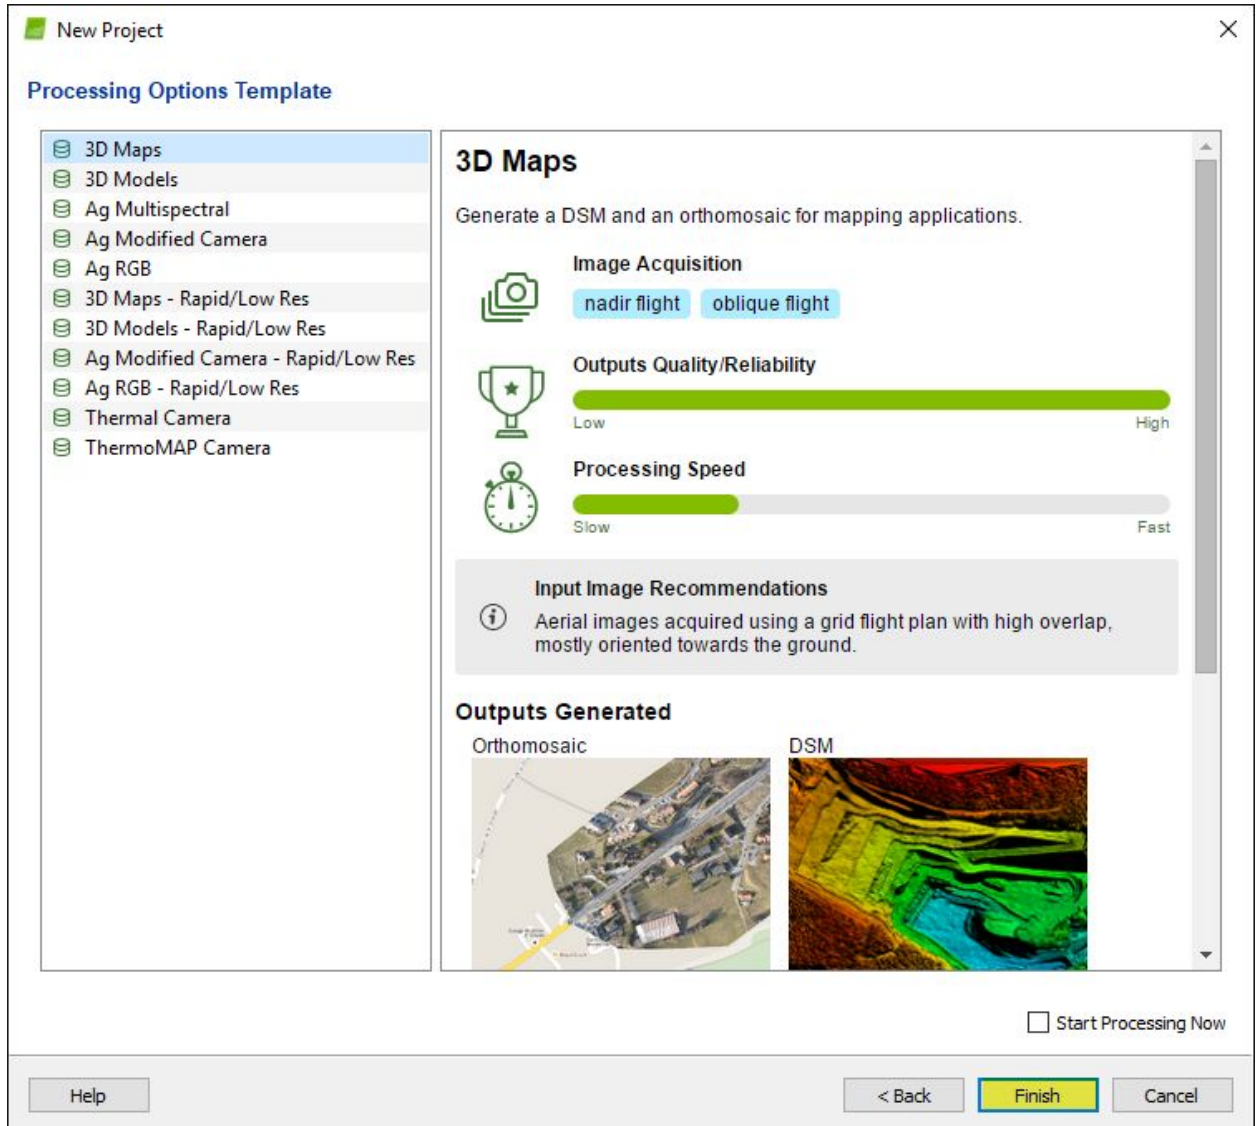 New Project
Processing Options Template
3D Maps
3D Models
Ag Multispectral
Ag Modified Camera
Ag RGB
3D Maps - Rapid/Low Res
3D Models - Rapid/Low Res
Ag Modified Camera - Rapid/Low Res
Ag RGB - Rapid/Low Res
Thermal Camera
ThermoMAP Camera
3D Maps
Generate a DSM and an orthomosaic for mapping applications.
Image Acquisition
nadir flight oblique flight
Outputs Quality/Reliability
Low High
Processing Speed
Slow Fast
Input Image Recommendations
Aerial images acquired using a grid flight plan with high overlap,
mostly oriented towards the ground.
Outputs Generated
Orthomosaic DSM
Start Processing Now
Help < Back Finish Cancel